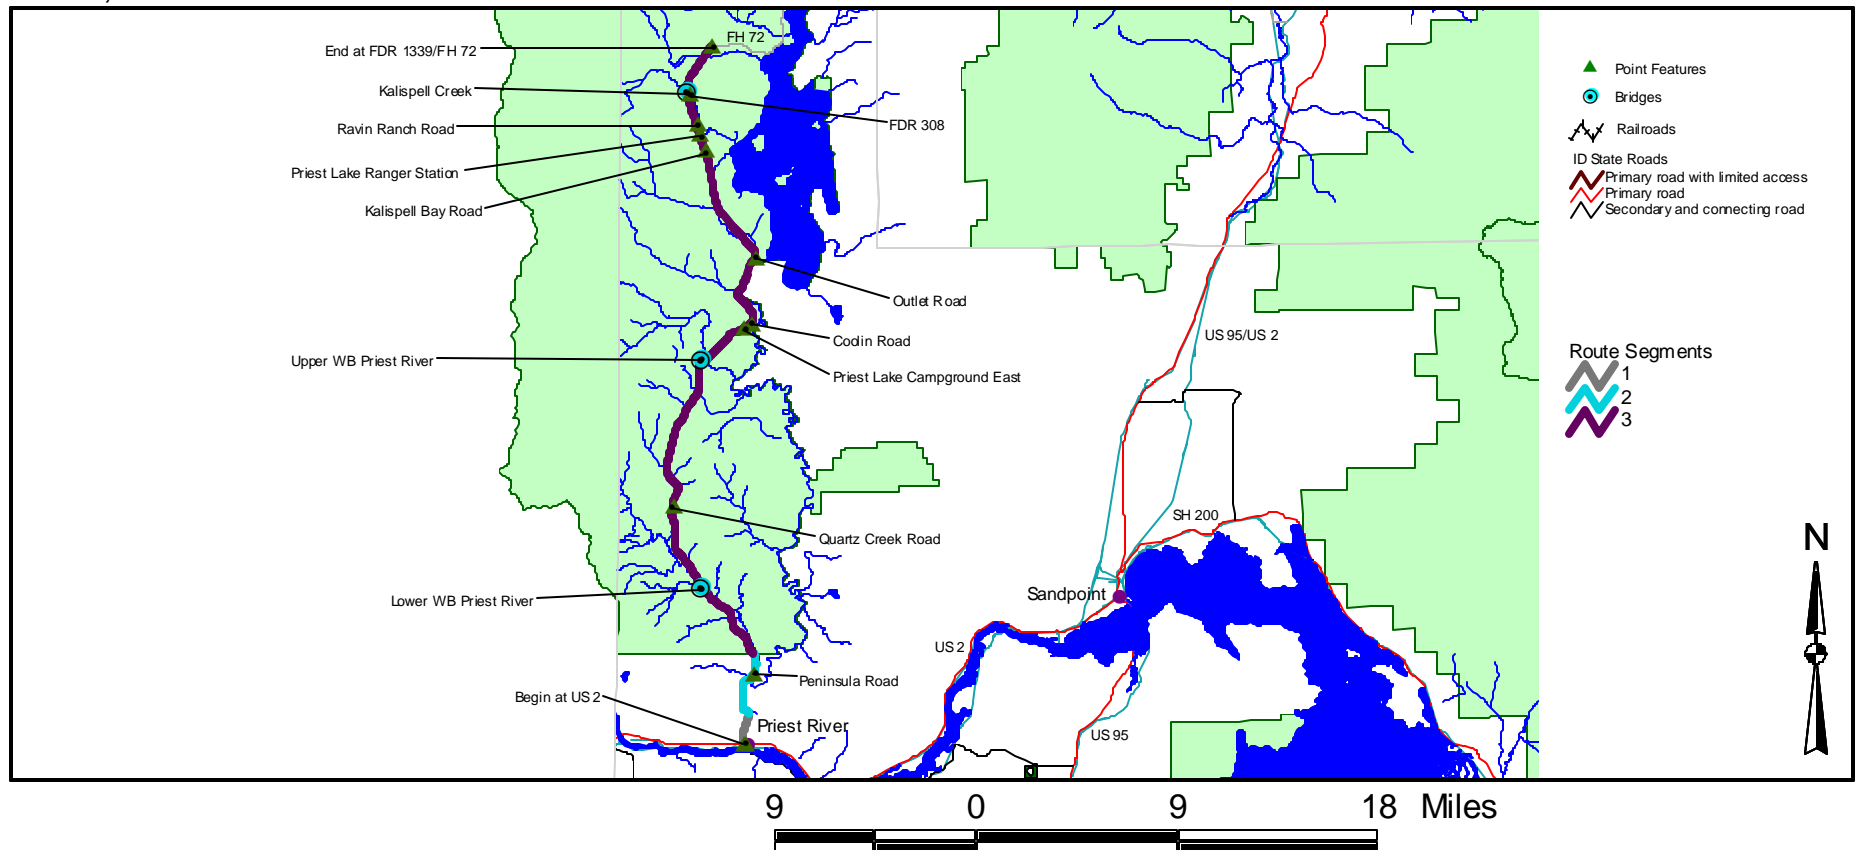 FH 72
End at FDR 1339/FH 72
Kalispell Creek
FDR 308
Ravin Ranch Road
Priest Lake Ranger Station
Kalispell Bay Road
Outlet Road
Coolin Road
Upper WB Priest River
Priest Lake Campground East
Quartz Creek Road
Lower WB Priest River
Peninsula Road
Begin at US 2
Priest River
US 95/US 2
SH 200
Sandpoint
US 2
US 95
Point Features
Bridges
Railroads
ID State Roads
Primary road with limited access
Primary road
Secondary and connecting road
Route Segments
1
2
3
N
9 0 9 18 Miles